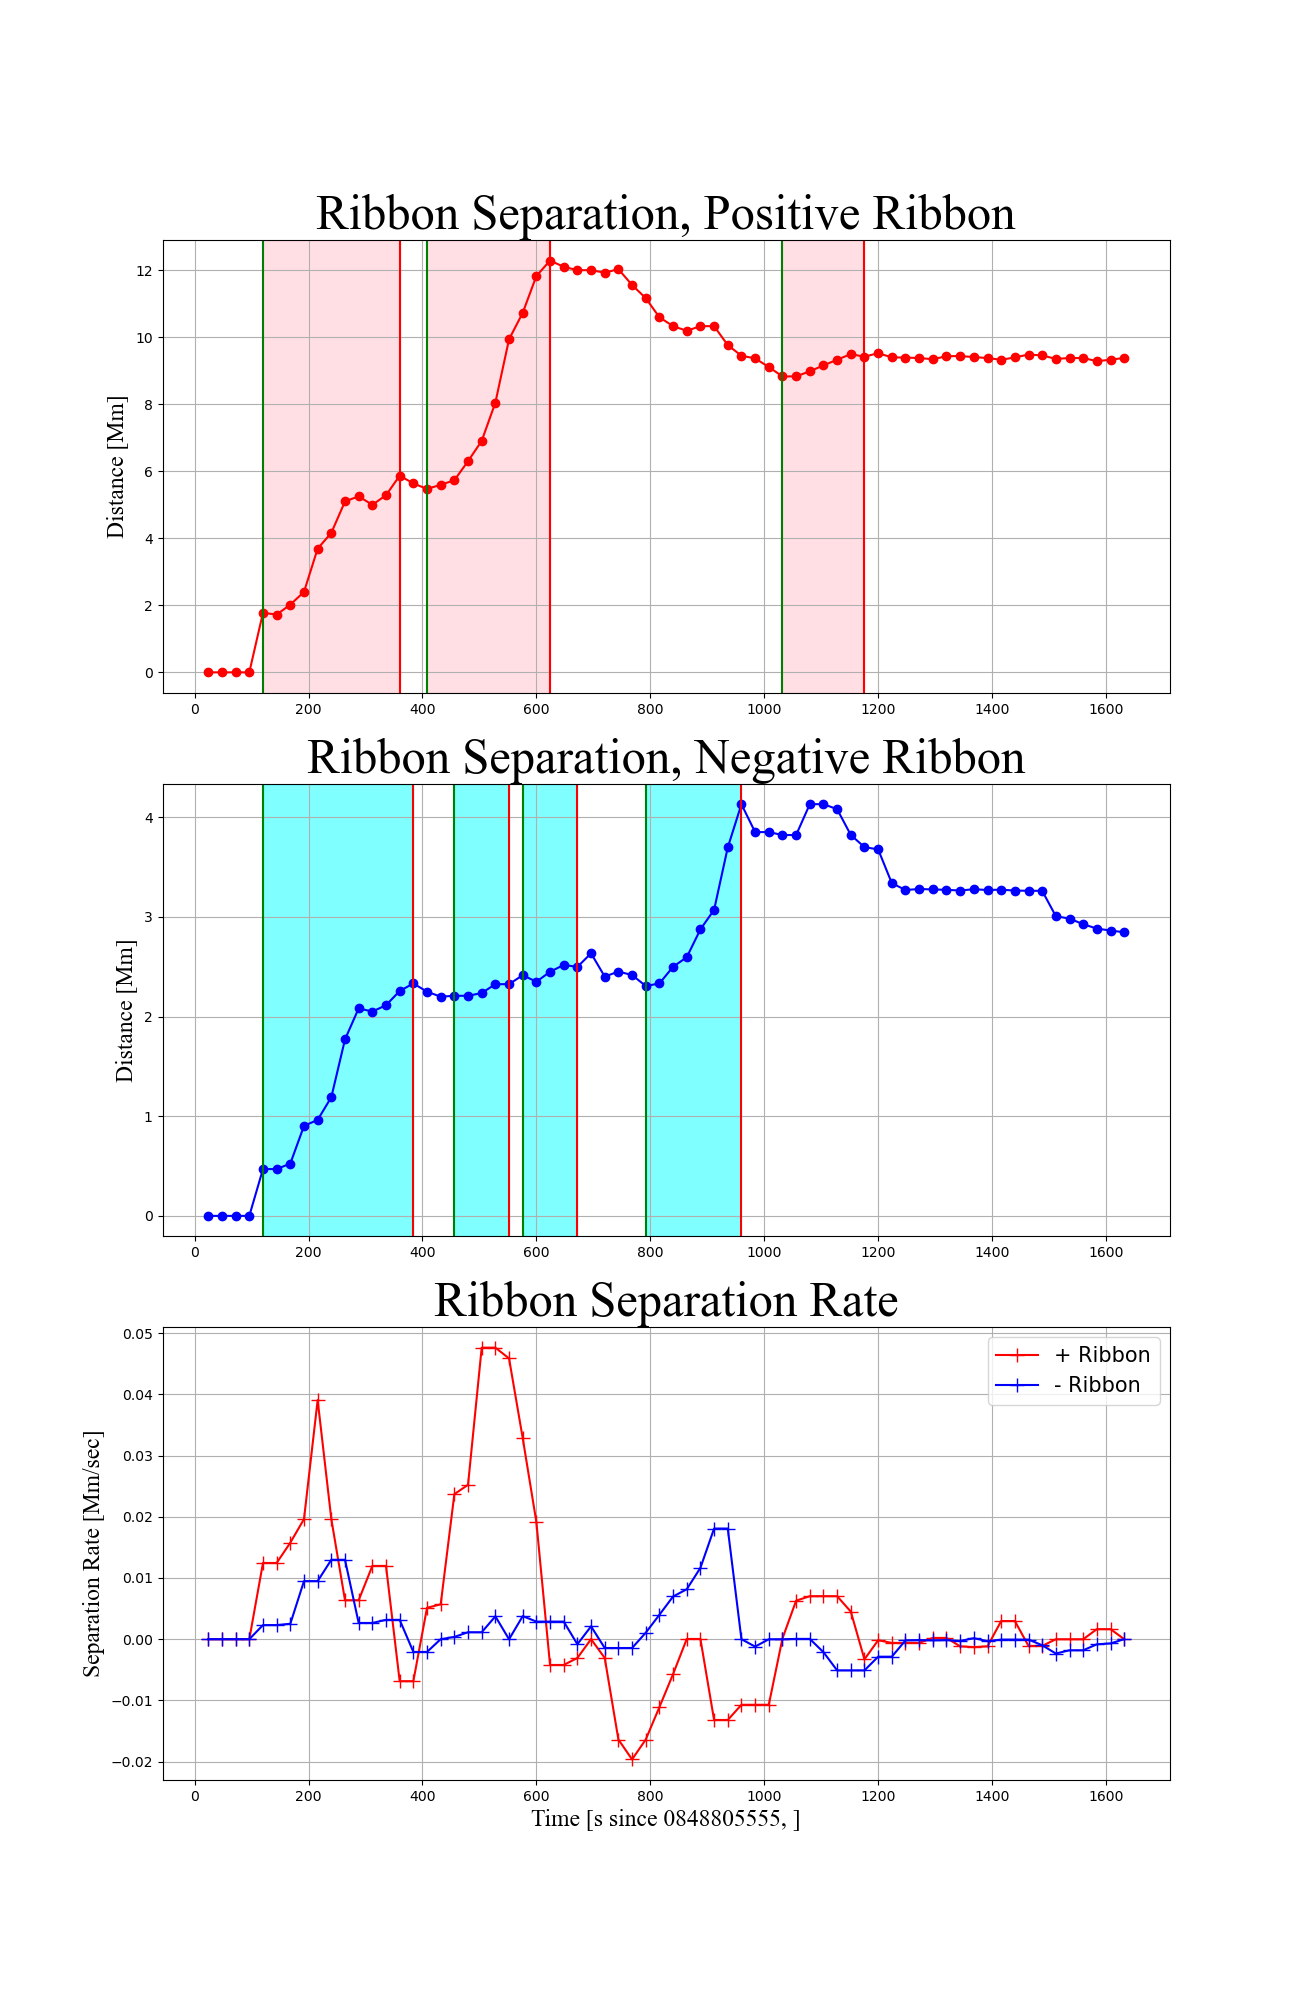 Ribbon Separation, Positive Ribbon
12
10
8
6
4
2
0
Distance [Mm]
0 200 400 600 800 1000 1200 1400 1600
Ribbon Separation, Negative Ribbon
4
3
2
1
0
Distance [Mm]
0 200 400 600 800 1000 1200 1400 1600
Ribbon Separation Rate
0.05
0.04
0.03
0.02
0.01
0.00
−0.01
−0.02
Separation Rate [Mm/sec]
+ Ribbon
- Ribbon
0 200 400 600 800 1000 1200 1400 1600
Time [s since 0848805555, ]